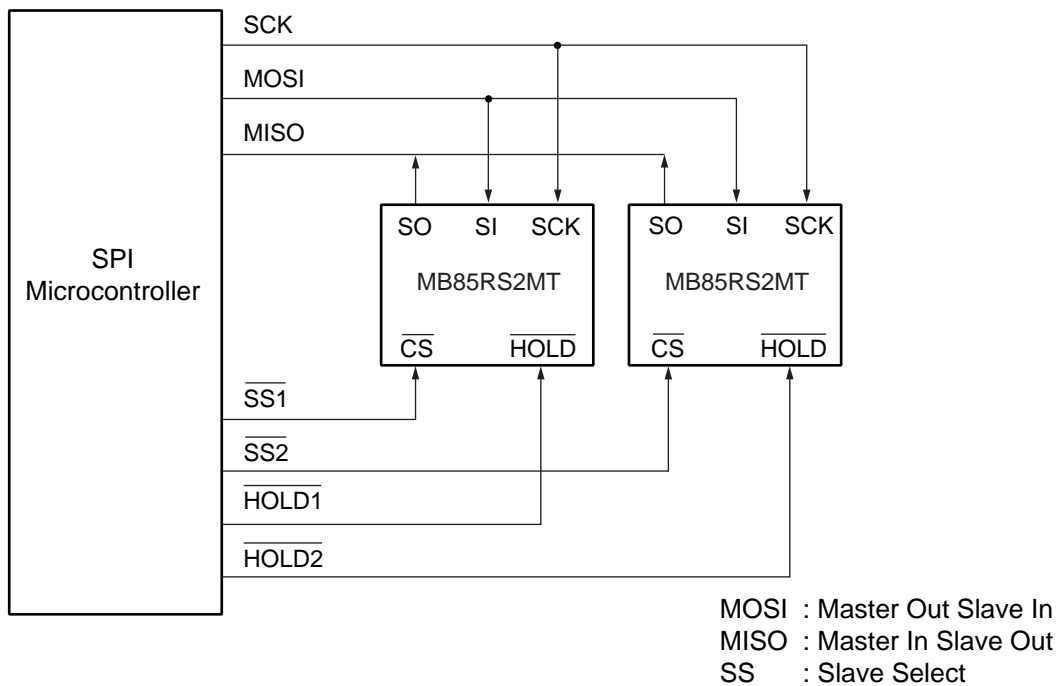 SCK
MOSI
MISO
SPI
Microcontroller
SO SI SCK
MB85RS2MT
CS HOLD
SO SI SCK
MB85RS2MT
CS HOLD
SS1
SS2
HOLD1
HOLD2
MOSI : Master Out Slave In
MISO : Master In Slave Out
SS : Slave Select